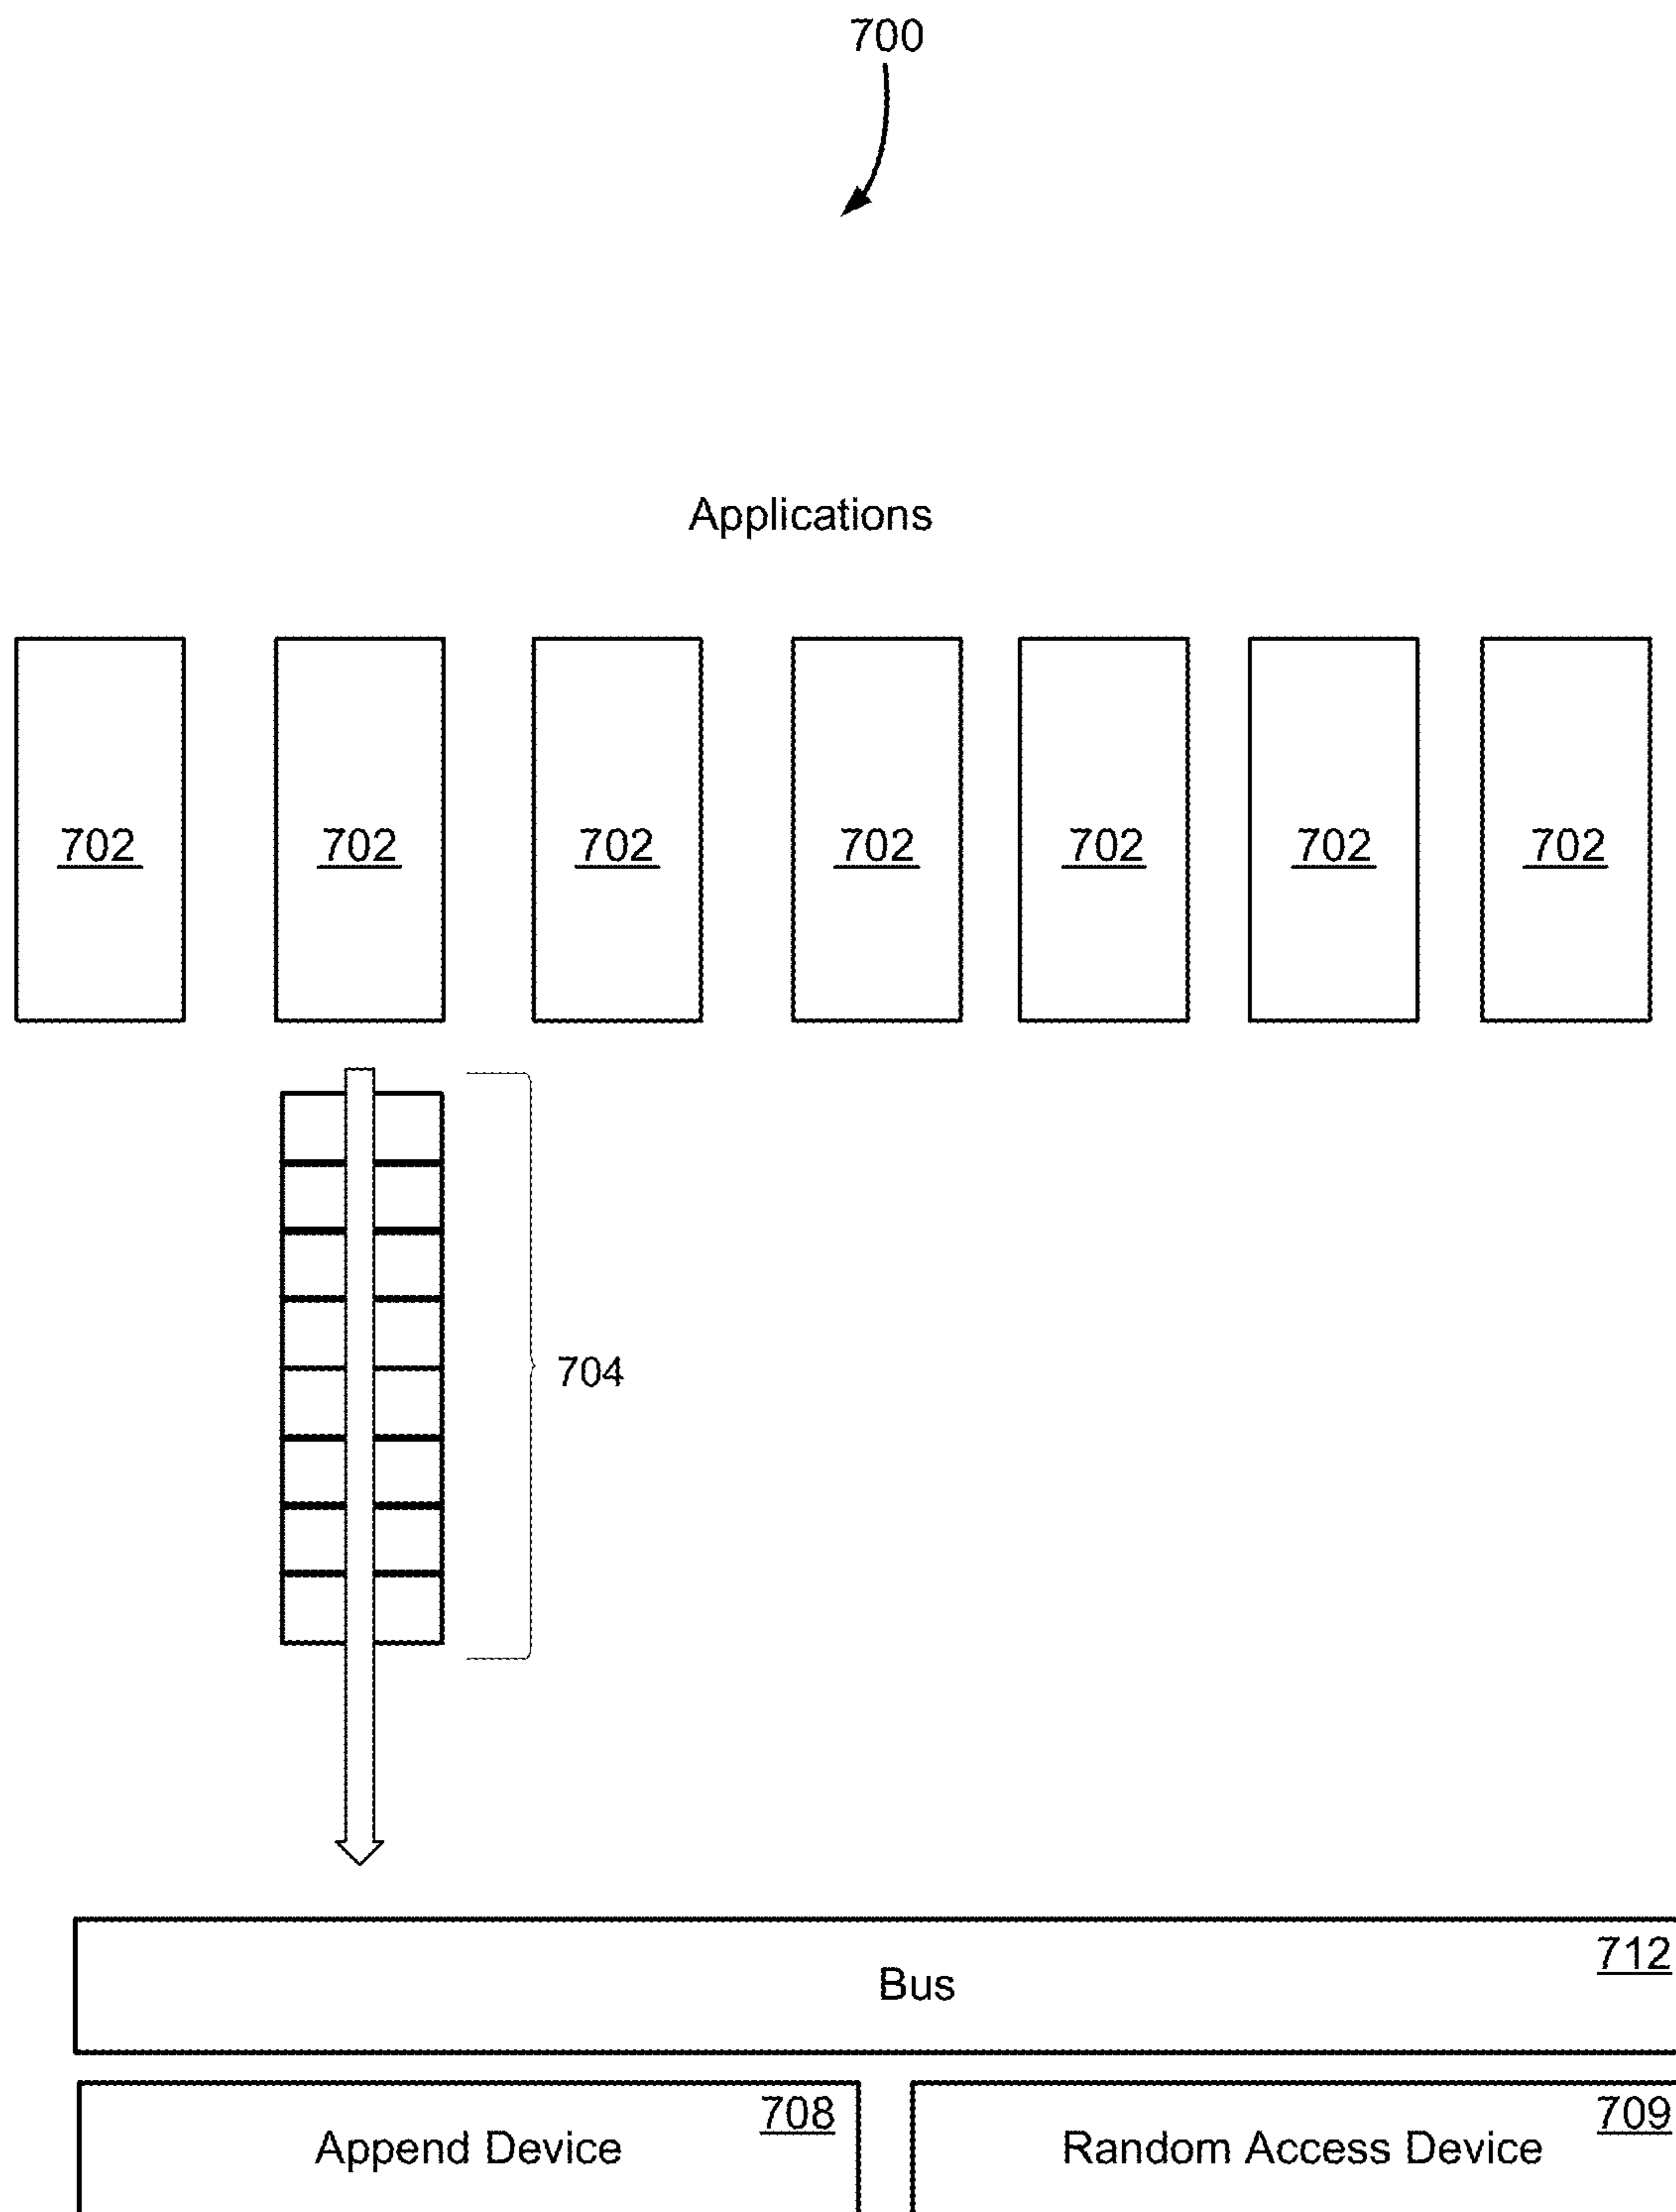 700
Applications
702 702 702 702 702 702 702
704
712
Bus
708 709
Append Device Random Access Device